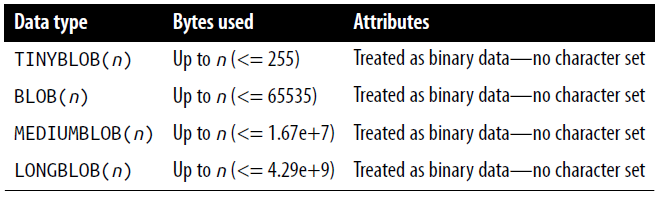 Data type Bytes used Attributes
TINYBLOB(n) Up to n (<= 255) Treated as binary data—no character set
BLOB(n) Up to n (<= 65535) Treated as binary data—no character set
MEDIUMBLOB(n) Up to n (<= 1.67e+7) Treated as binary data—no character set
LONGBLOB(n) Up to n (<= 4.29e+9) Treated as binary data—no character set